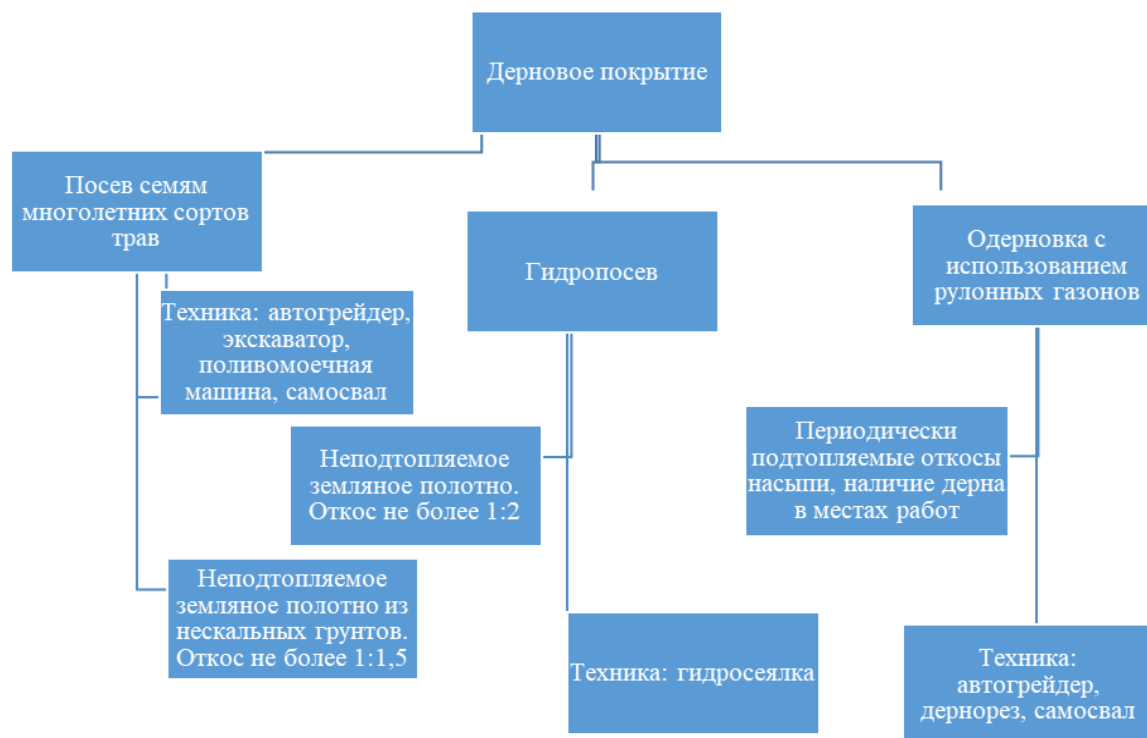 Дерновое покрытие
Посев семям
многолетних сортов
трав
Гидропосев
Одерновка с
использованием
рулонных газонов
Техника: автогрейдер,
экскаватор,
поливомоечная
машина, самосвал
Неподтопляемое
земляное полотно.
Откос не более 1:2
Периодически
подтопляемые откосы
насыпи, наличие дерна
в местах работ
Неподтопляемое
земляное полотно из
нескальных грунтов.
Откос не более 1:1,5
Техника: гидросеялка
Техника:
автогрейдер,
дернорез, самосвал